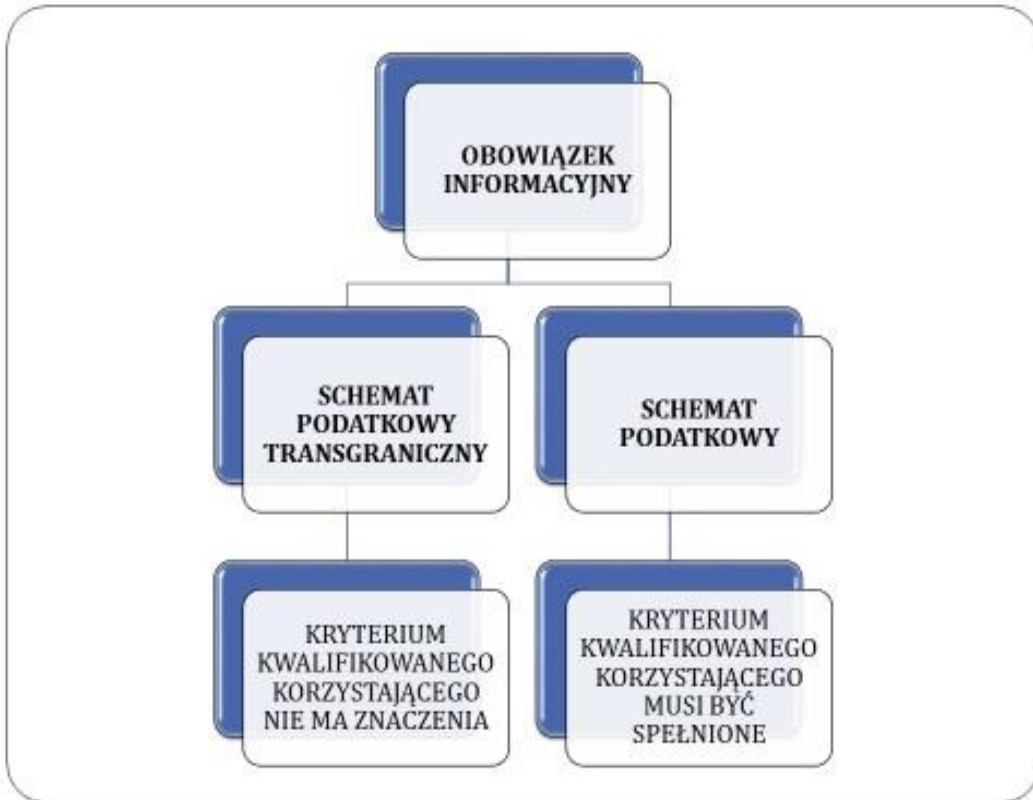 OBOWIĄZEK
INFORMACYJNY
SCHEMAT
PODATKOWY
TRANSGRANICZNY
SCHEMAT
PODATKOWY
KRYTERIUM
KWALIFIKOWANEGO
KORZYSTAJĄCEGO
NIE MA ZNACZENIA
KRYTERIUM
KWALIFIKOWANEGO
KORZYSTAJĄCEGO
MUSI BYĆ
SPEŁNIONE